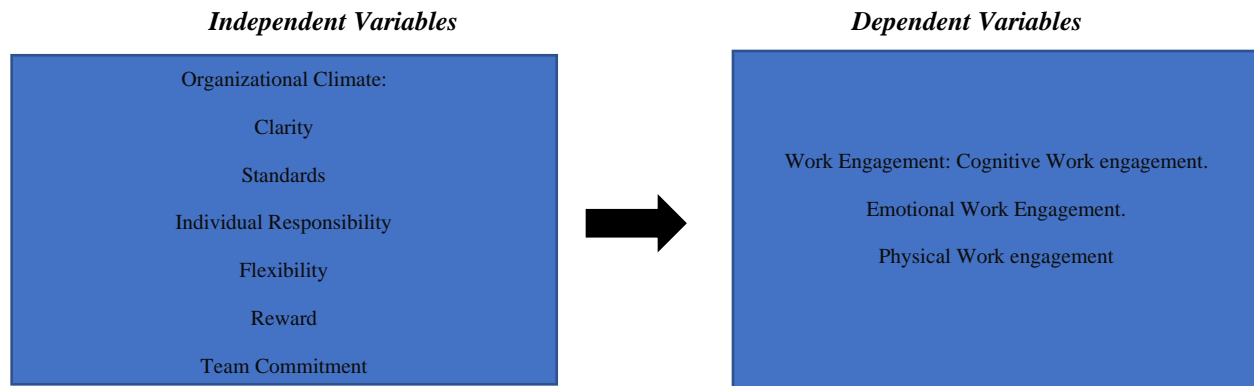 Independent Variables
Dependent Variables
Organizational Climate:
Clarity
Standards
Individual Responsibility
Flexibility
Reward
Team Commitment
Work Engagement: Cognitive Work engagement.
Emotional Work Engagement.
Physical Work engagement